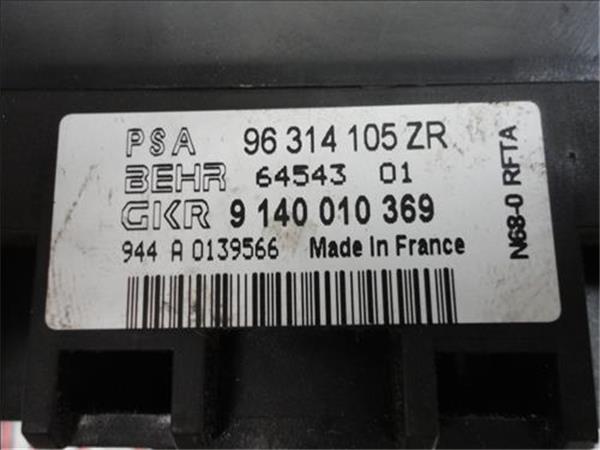 PSA 96 314 105 ZR
BEHR 64543 01
GKR 9 140 010 369
944 A 0139566 Made in France
N68-0 RFTA